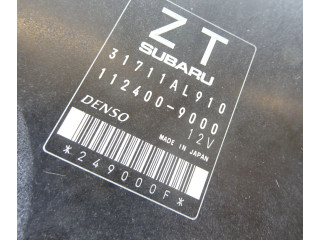 ZT
SUBARU
31711AL910
112400-9000
DENSO 12V
MADE IN JAPAN
*249000F*